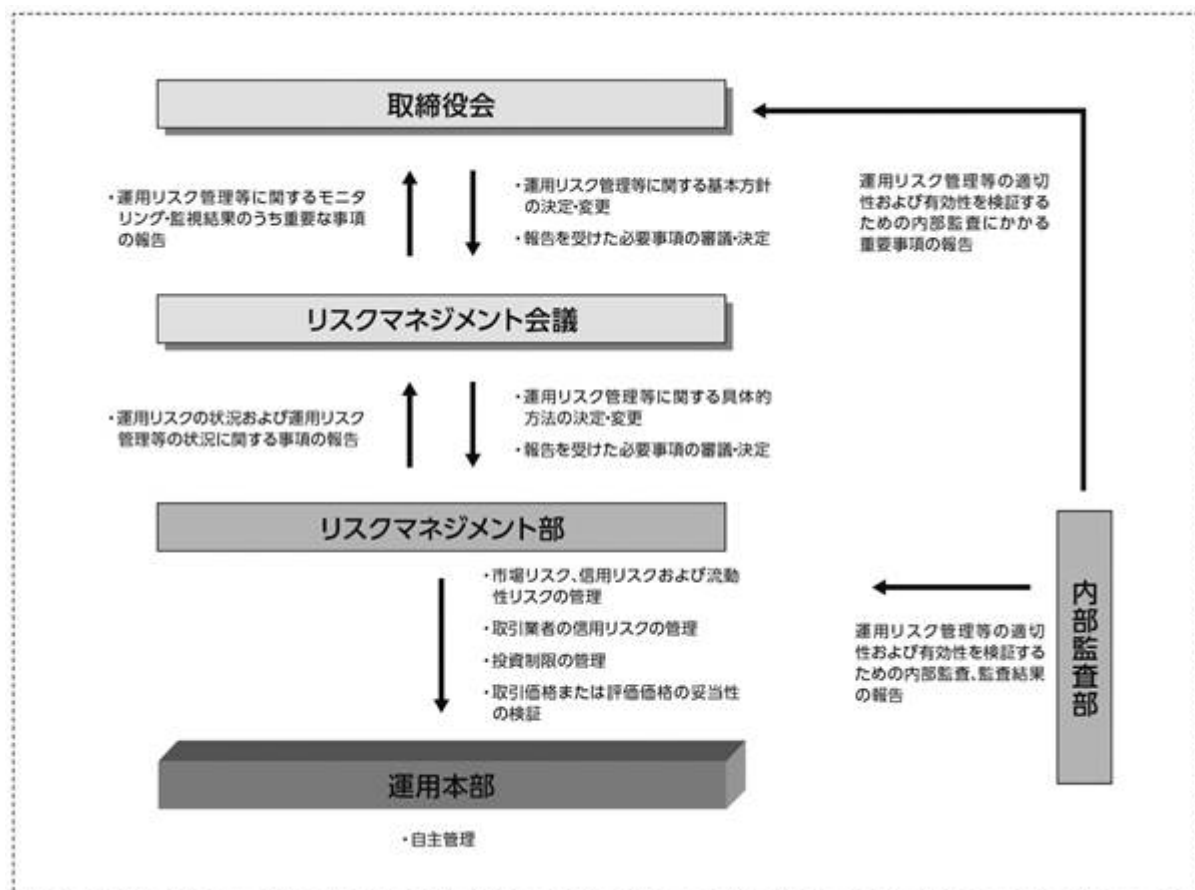 取締役会
・運用リスク管理等に関するモニタ
リング・監視結果のうち重要な事項
の報告
・運用リスク管理等に関する基本方針
の決定・変更
・報告を受けた必要事項の審議・決定
運用リスク管理等の適切
性および有効性を検証する
ための内部監査にかかる
重要事項の報告
リスクマネジメント会議
・運用リスクの状況および運用リスク
管理等の状況に関する事項の報告
・運用リスク管理等に関する具体的
方法の決定・変更
・報告を受けた必要事項の審議・決定
リスクマネジメント部
・市場リスク、信用リスクおよび流動
性リスクの管理
・取引業者の信用リスクの管理
・投資制限の管理
・取引価格または評価価格の妥当性
の検証
運用リスク管理等の適切
性および有効性を検証する
ための内部監査、監査結果
の報告
内部監査部
運用本部
・自主管理